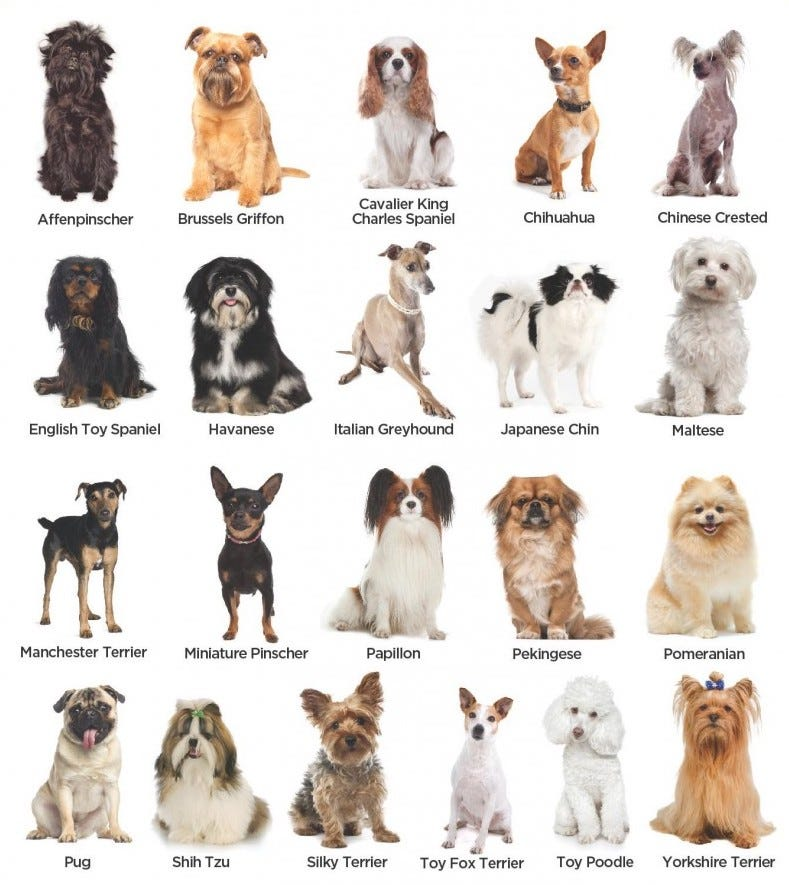 Affenpinscher
Brussels Griffon
Cavalier King
Charles Spaniel
Chihuahua
Chinese Crested
English Toy Spaniel
Havanese
Italian Greyhound
Japanese Chin
Maltese
Manchester Terrier
Miniature Pinscher
Papillon
Pekingese
Pomeranian
Pug
Shih Tzu
Silky Terrier
Toy Fox Terrier
Toy Poodle
Yorkshire Terrier